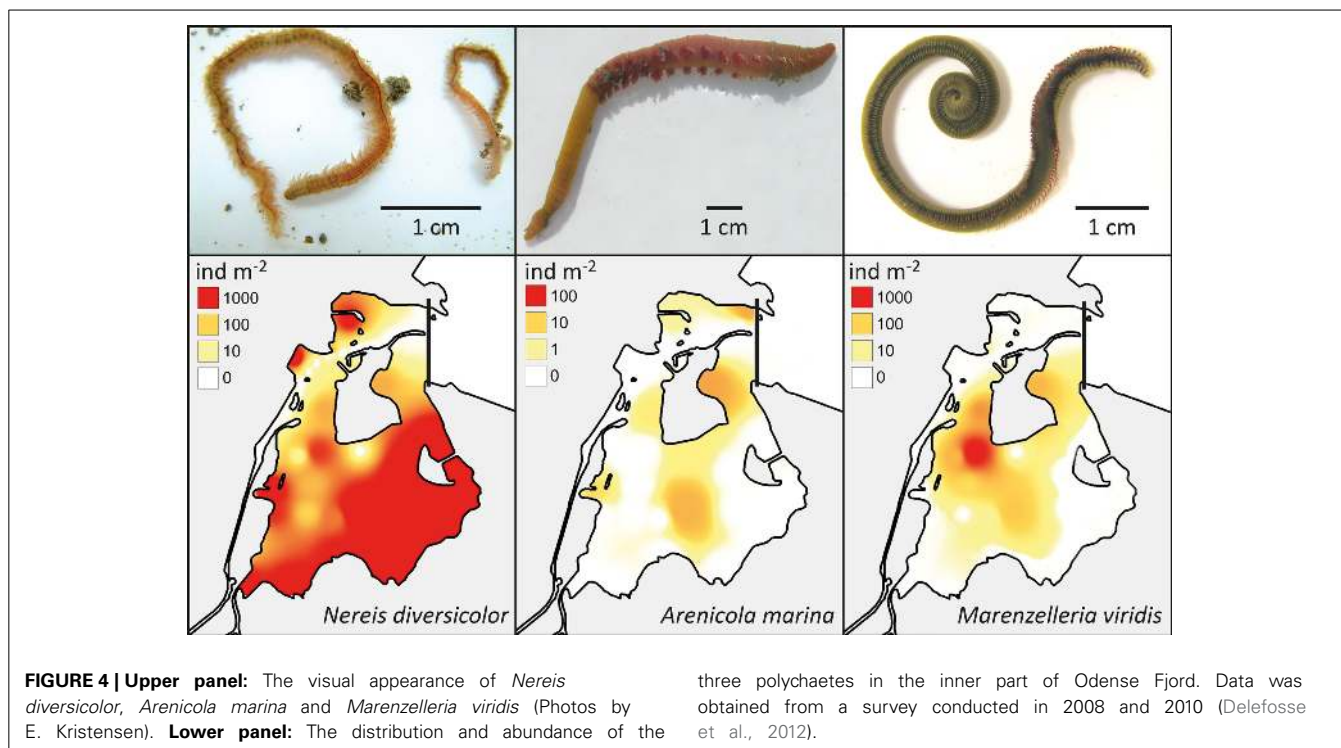 1 cm
1 cm
1 cm
ind m⁻²
1000
100
10
0
Nereis diversicolor
ind m⁻²
100
10
1
0
Arenicola marina
ind m⁻²
1000
100
10
0
Marenzelleria viridis
FIGURE 4 | Upper panel: The visual appearance of Nereis
diversicolor, Arenicola marina and Marenzelleria viridis (Photos by
E. Kristensen). Lower panel: The distribution and abundance of the
three polychaetes in the inner part of Odense Fjord. Data was
obtained from a survey conducted in 2008 and 2010 (Delefosse
et al., 2012).